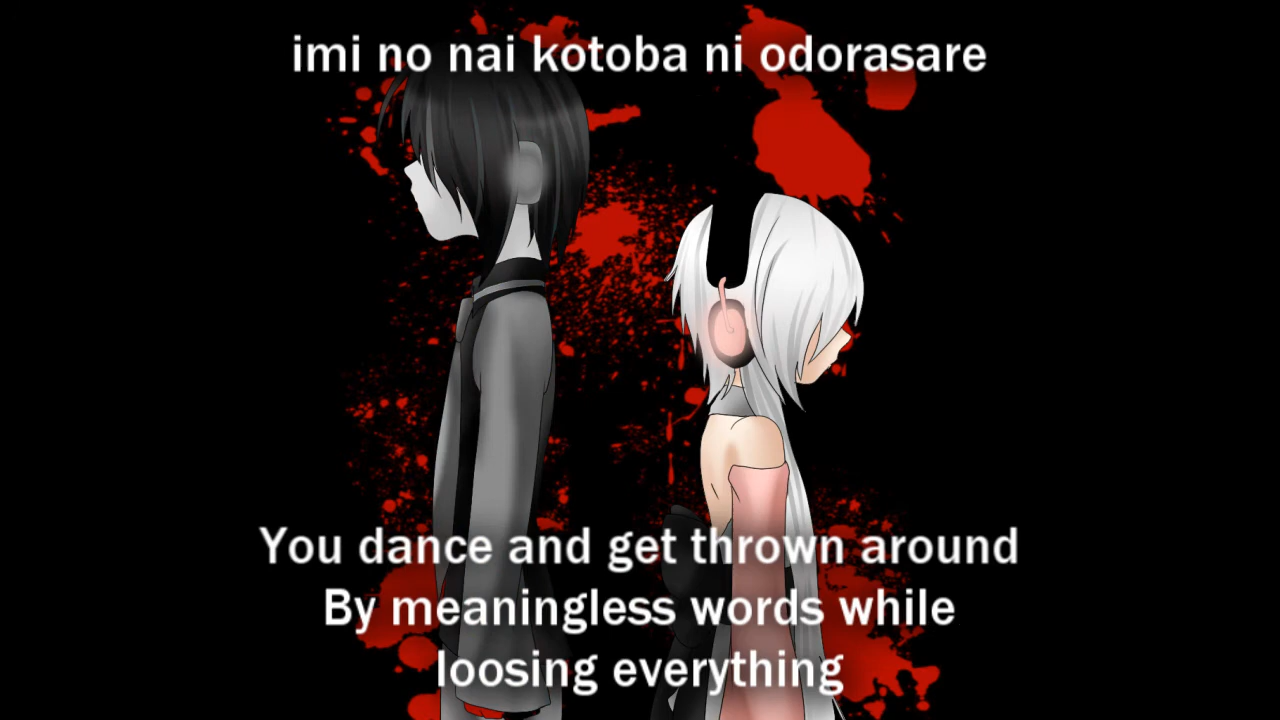 imi no nai kotoba ni odorasare
You dance and get thrown around
By meaningless words while
loosing everything